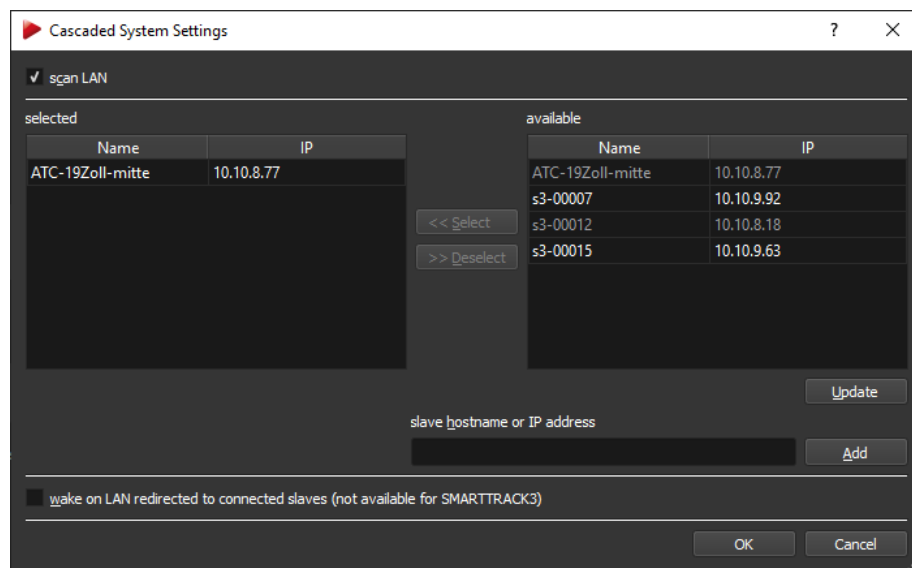 Cascaded System Settings
scan LAN
selected
available
Name IP
ATC-19Zoll-mitte 10.10.8.77
<< Select
>> Deselect
Name IP
ATC-19Zoll-mitte 10.10.8.77
s3-00007 10.10.9.92
s3-00012 10.10.8.18
s3-00015 10.10.9.63
Update
slave hostname or IP address
Add
wake on LAN redirected to connected slaves (not available for SMARTTRACK3)
OK Cancel